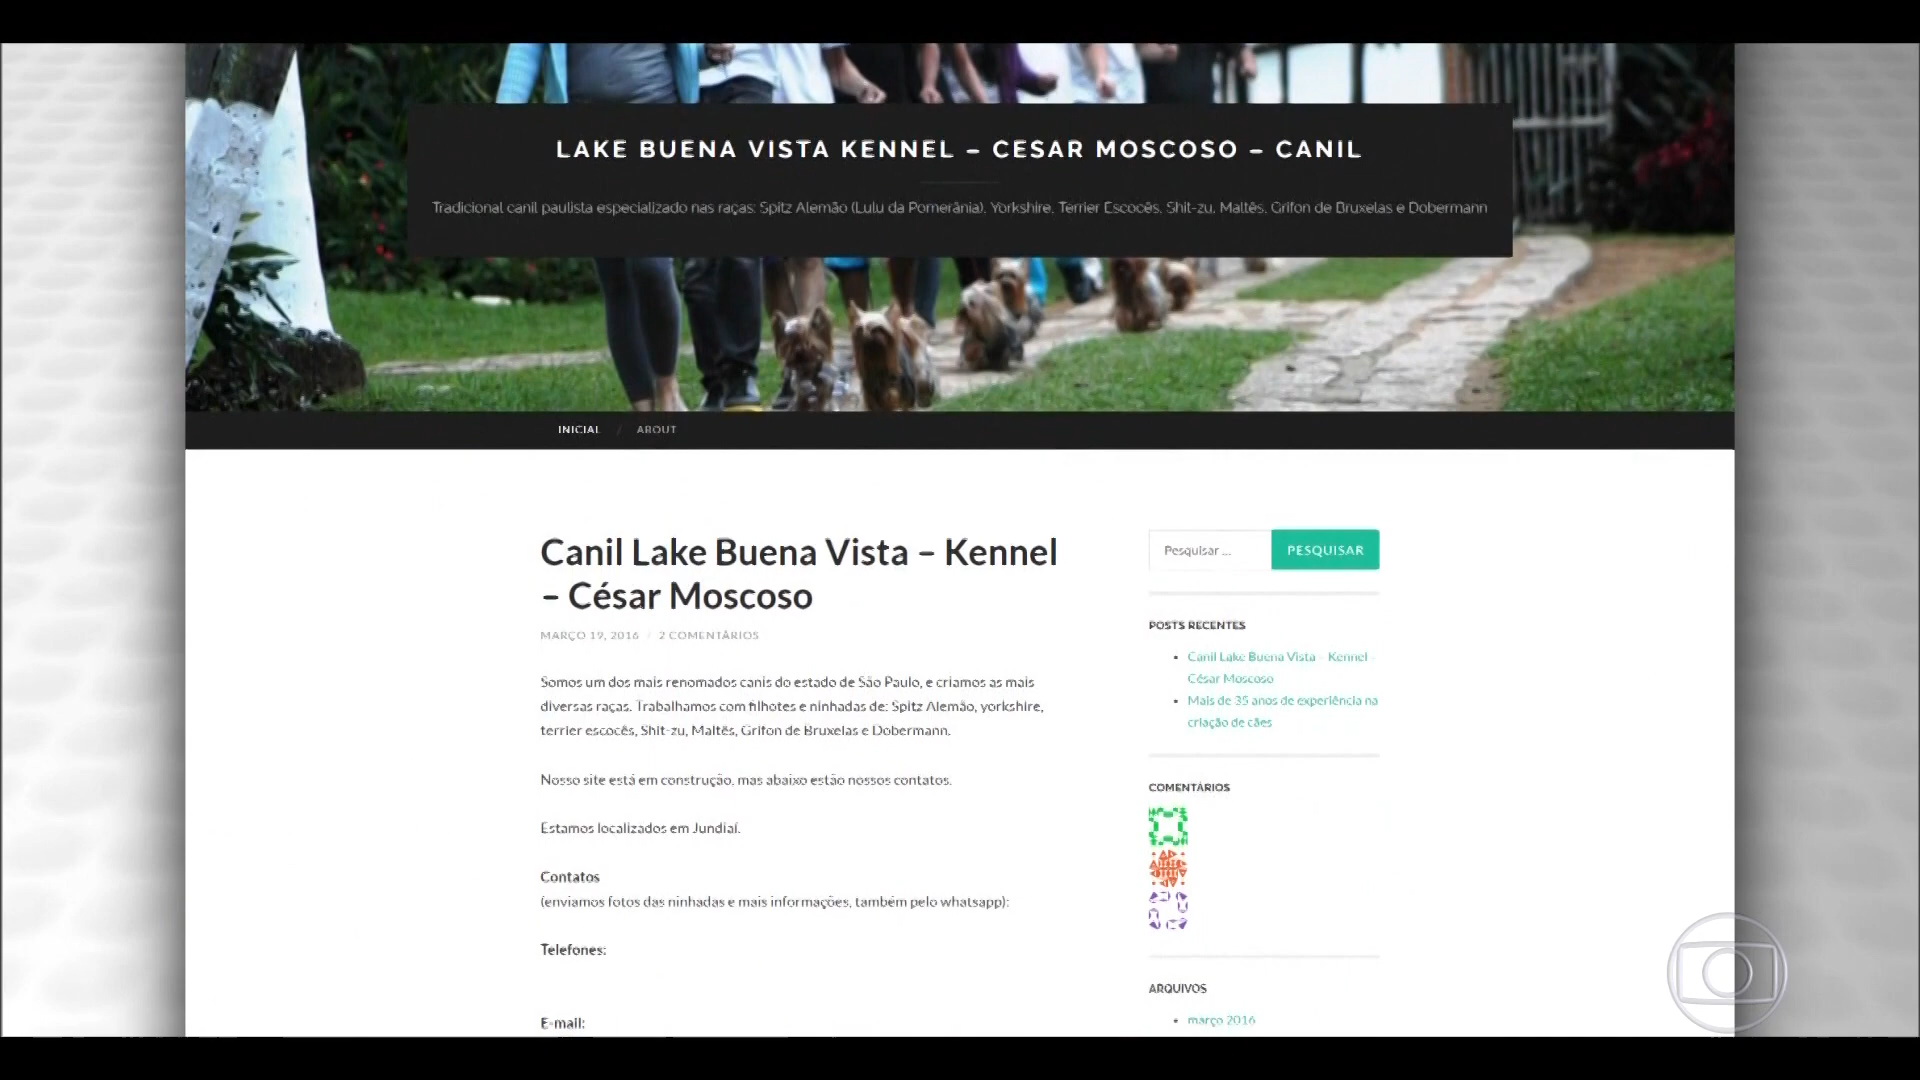 LAKE BUENA VISTA KENNEL – CESAR MOSCOSO – CANIL
Tradicional canil paulista especializado nas raças: Spitz Alemão (Lulu da Pomerânia), Yorkshire, Terrier Escocês, Shit-zu, Maltês, Grifon de Bruxelas e Dobermann
INICIAL / ABOUT
Canil Lake Buena Vista – Kennel
– César Moscoso
MARÇO 19, 2016 / 2 COMENTÁRIOS
Somos um dos mais renomados canis do estado de São Paulo, e criamos as mais
diversas raças. Trabalhamos com filhotes e ninhadas de: Spitz Alemão, yorkshire,
terrier escocês, Shit-zu, Maltês, Grifon de Bruxelas e Dobermann.
Nosso site está em construção, mas abaixo estão nossos contatos.
Estamos localizados em Jundiaí.
Contatos
(enviamos fotos das ninhadas e mais informações, também pelo whatsapp):
Telefones:
E-mail:
Pesquisar ...
PESQUISAR
POSTS RECENTES
Canil Lake Buena Vista – Kennel –
César Moscoso
Mais de 35 anos de experiência na
criação de cães
COMENTÁRIOS
ARQUIVOS
março 2016